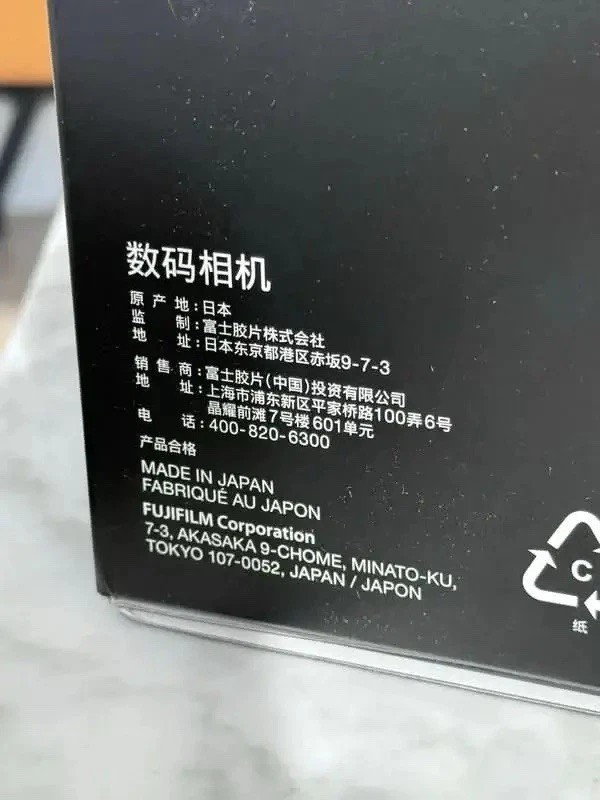 数码相机
原产地:日本
监制:富士胶片株式会社
地址:日本东京都港区赤坂9-7-3
销售商:富士胶片(中国)投资有限公司
地址:上海市浦东新区平家桥路100弄6号
晶耀前滩7号楼601单元
电话:400-820-6300
产品合格
MADE IN JAPAN
FABRIQUÉ AU JAPON
FUJIFILM Corporation
7-3, AKASAKA 9-CHOME, MINATO-KU,
TOKYO 107-0052, JAPAN / JAPON
C
纸